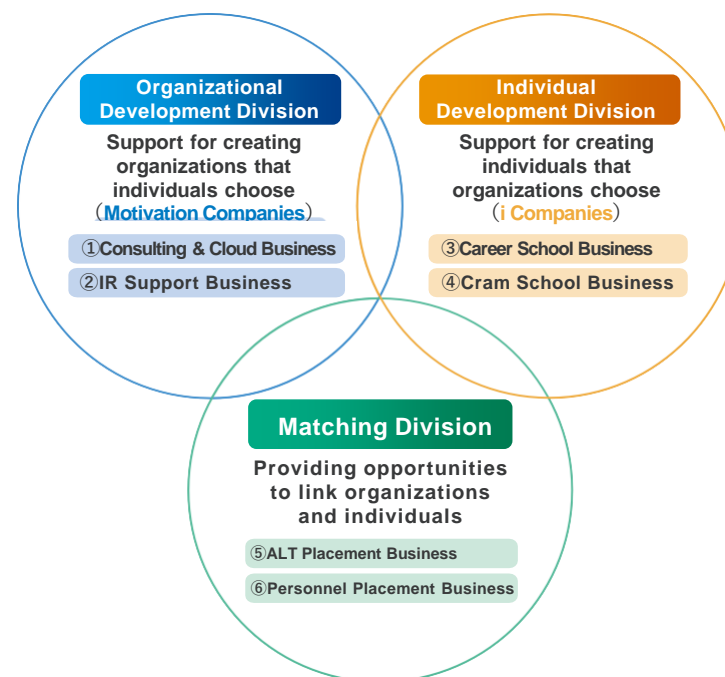 Organizational
Development Division
Support for creating
organizations that
individuals choose
（Motivation Companies）
①Consulting & Cloud Business
②IR Support Business
Individual
Development Division
Support for creating
individuals that
organizations choose
（i Companies）
③Career School Business
④Cram School Business
Matching Division
Providing opportunities
to link organizations
and individuals
⑤ALT Placement Business
⑥Personnel Placement Business